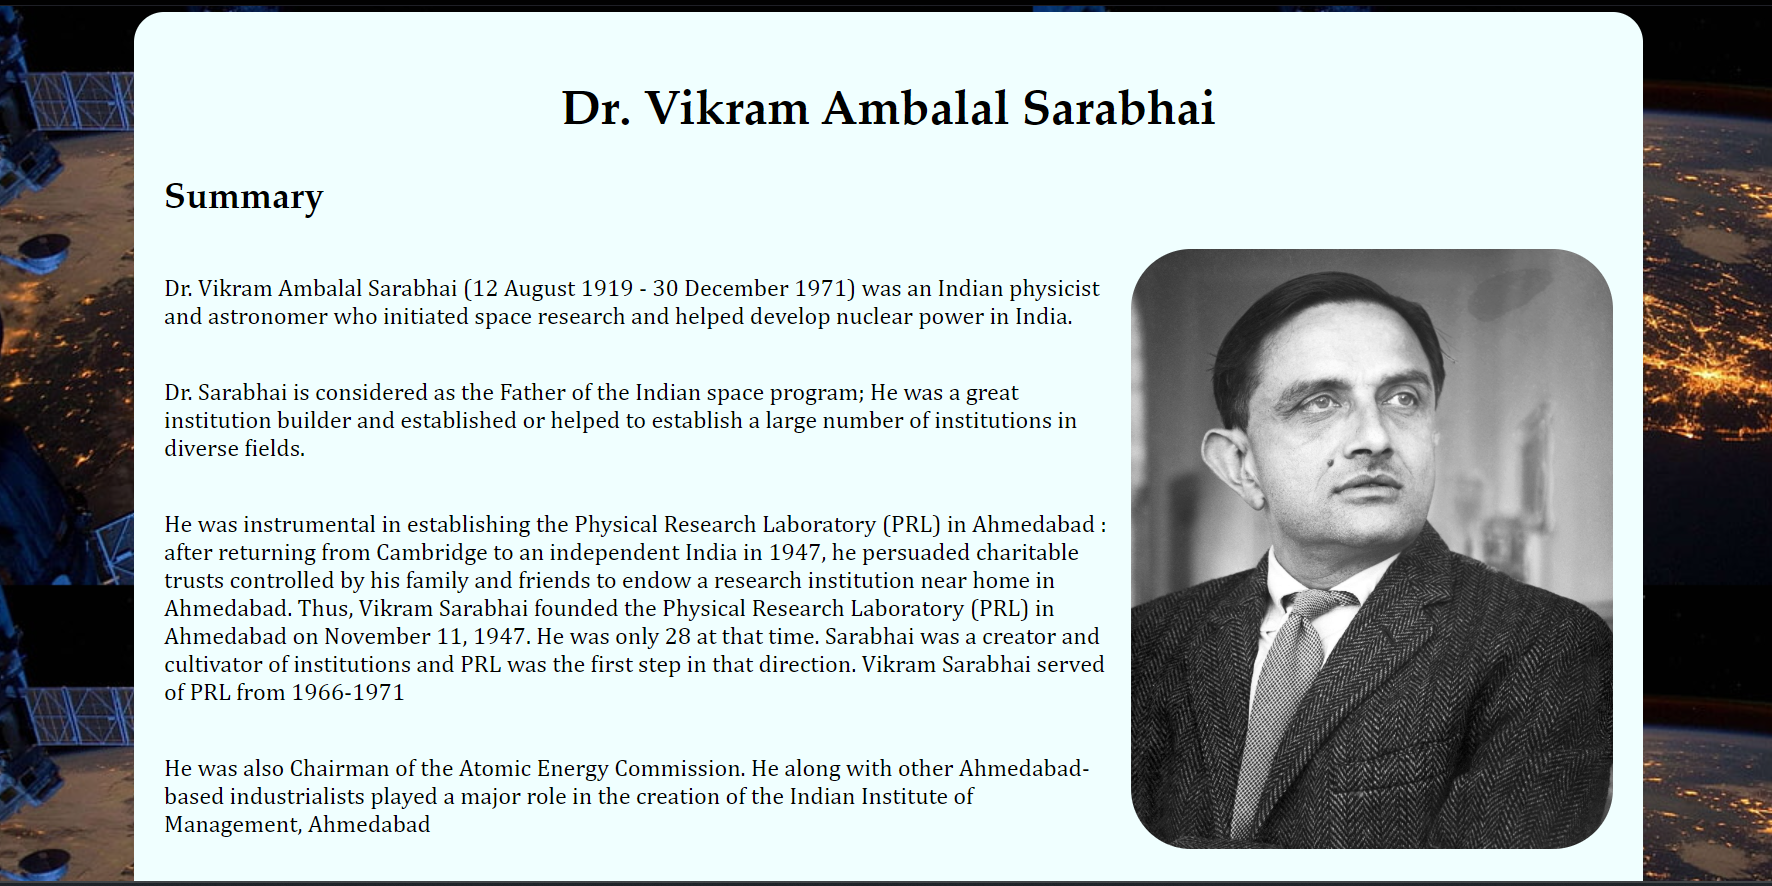 Dr. Vikram Ambalal Sarabhai
Summary
Dr. Vikram Ambalal Sarabhai (12 August 1919 - 30 December 1971) was an Indian physicist
and astronomer who initiated space research and helped develop nuclear power in India.
Dr. Sarabhai is considered as the Father of the Indian space program; He was a great
institution builder and established or helped to establish a large number of institutions in
diverse fields.
He was instrumental in establishing the Physical Research Laboratory (PRL) in Ahmedabad :
after returning from Cambridge to an independent India in 1947, he persuaded charitable
trusts controlled by his family and friends to endow a research institution near home in
Ahmedabad. Thus, Vikram Sarabhai founded the Physical Research Laboratory (PRL) in
Ahmedabad on November 11, 1947. He was only 28 at that time. Sarabhai was a creator and
cultivator of institutions and PRL was the first step in that direction. Vikram Sarabhai served
of PRL from 1966-1971
He was also Chairman of the Atomic Energy Commission. He along with other Ahmedabad-
based industrialists played a major role in the creation of the Indian Institute of
Management, Ahmedabad